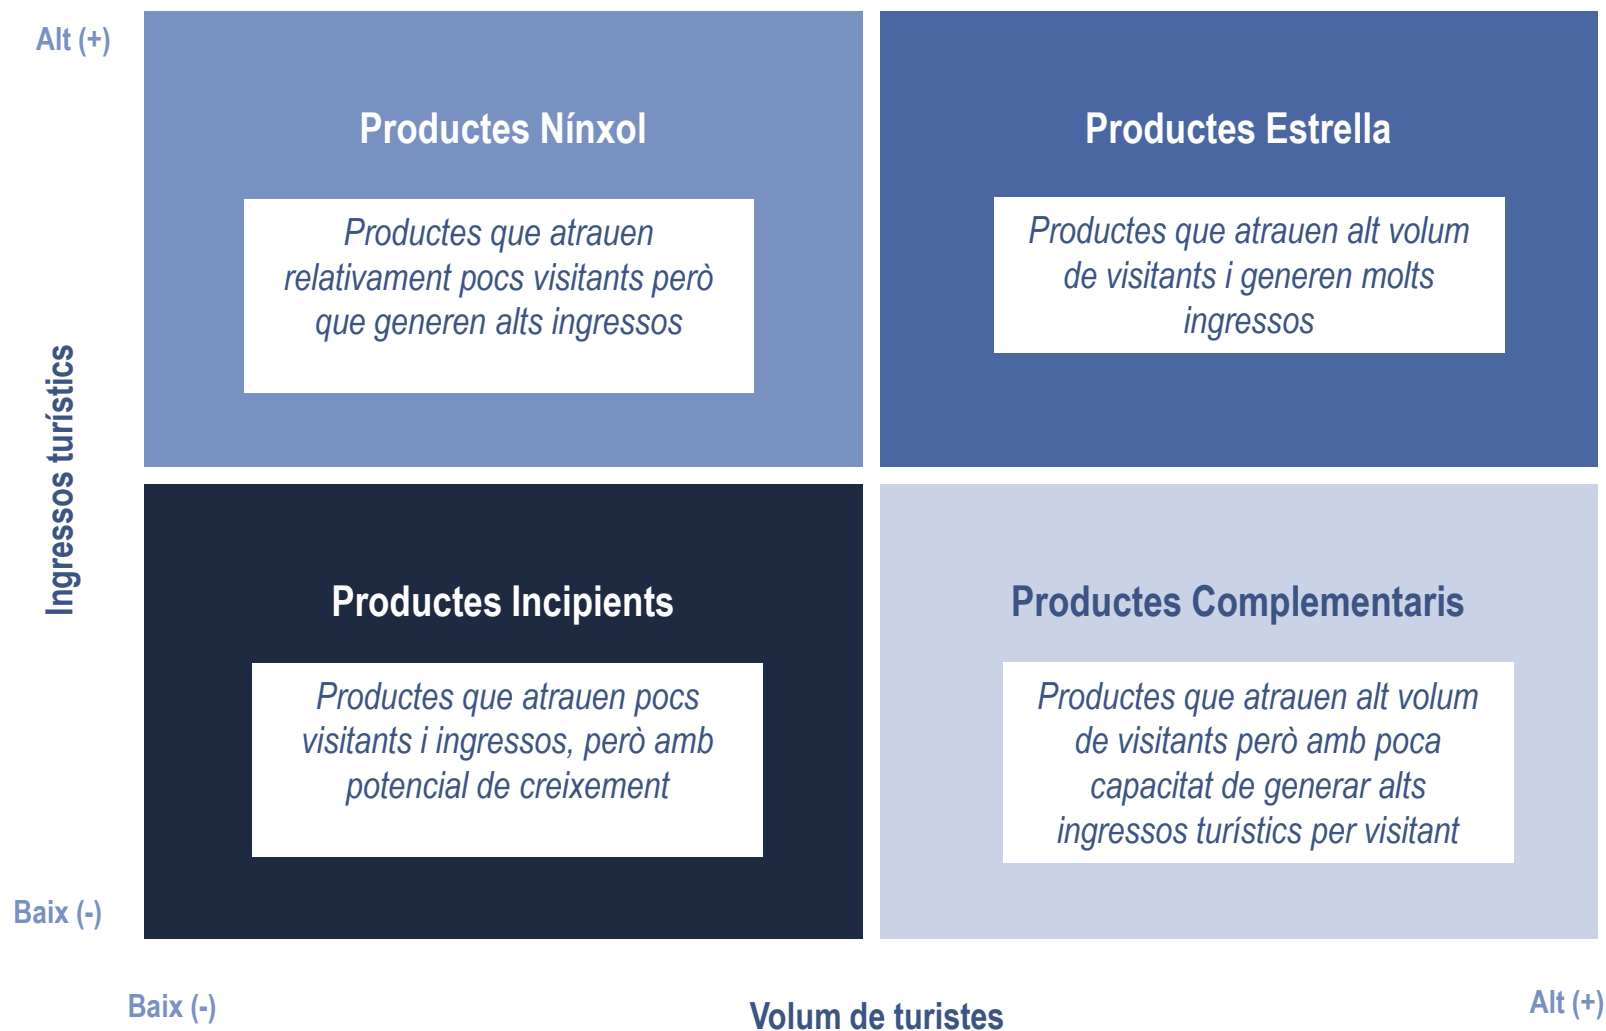 Alt (+)
Productes Nínxol
Productes que atrauen
relativament pocs visitants però
que generen alts ingressos
Productes Estrella
Productes que atrauen alt volum
de visitants i generen molts
ingressos
Ingressos turístics
Productes Incipients
Productes que atrauen pocs
visitants i ingressos, però amb
potencial de creixement
Productes Complementaris
Productes que atrauen alt volum
de visitants però amb poca
capacitat de generar alts
ingressos turístics per visitant
Baix (-)
Baix (-)
Volum de turistes
Alt (+)